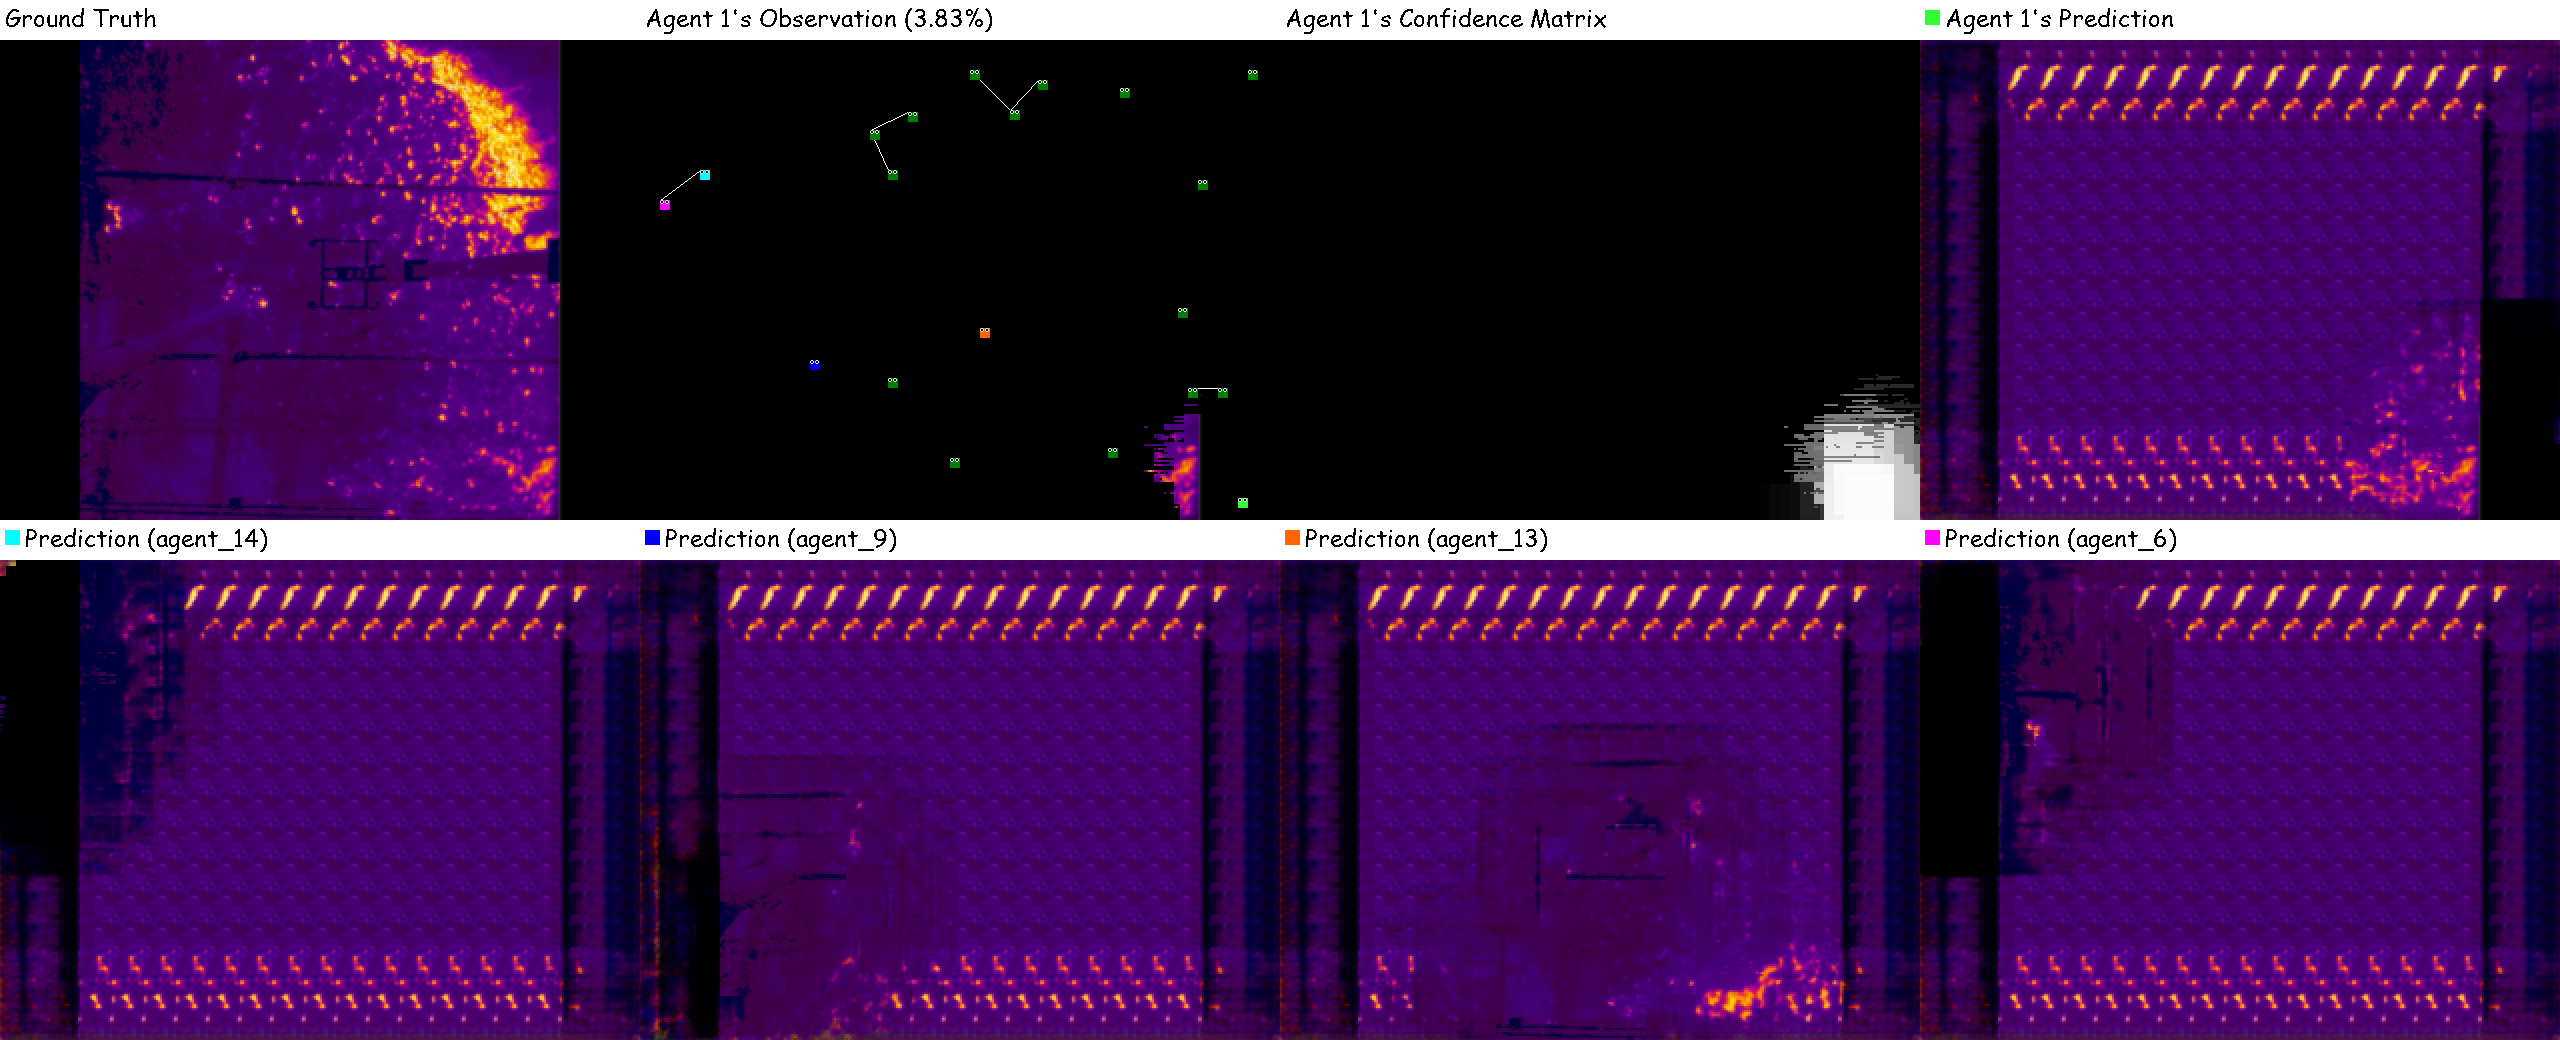 Ground Truth
Agent 1's Observation (3.83%)
Agent 1's Confidence Matrix
Agent 1's Prediction
Prediction (agent_14)
Prediction (agent_9)
Prediction (agent_13)
Prediction (agent_6)